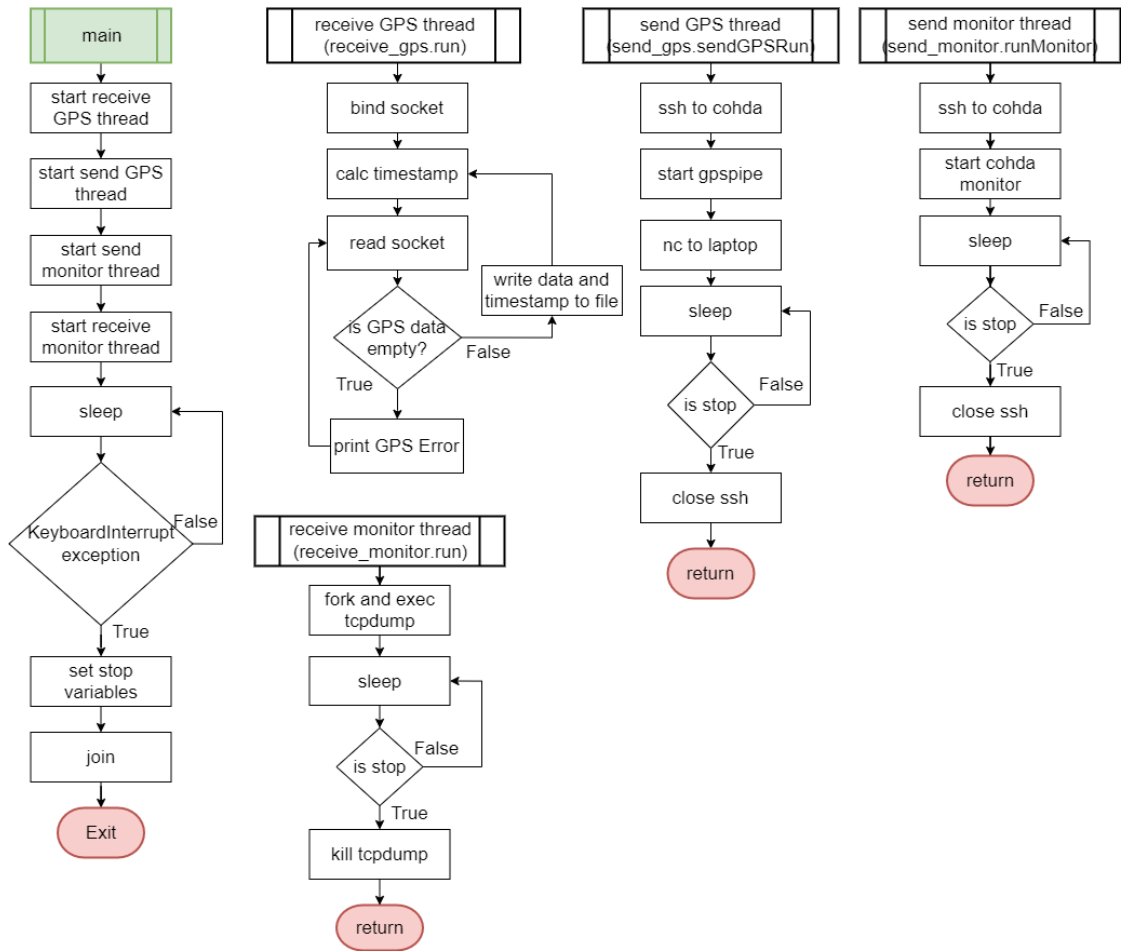 main
start receive
GPS thread
start send GPS
thread
start send
monitor thread
start receive
monitor thread
sleep
KeyboardInterrupt
exception
False
True
set stop
variables
join
Exit
receive GPS thread
(receive_gps.run)
bind socket
calc timestamp
read socket
write data and
timestamp to file
is GPS data
empty?
False
True
print GPS Error
receive monitor thread
(receive_monitor.run)
fork and exec
tcpdump
sleep
is stop
False
True
kill tcpdump
return
send GPS thread
(send_gps.sendGPSRun)
ssh to cohda
start gpspipe
nc to laptop
sleep
is stop
False
True
close ssh
return
send monitor thread
(send_monitor.runMonitor)
ssh to cohda
start cohda
monitor
sleep
is stop
False
True
close ssh
return